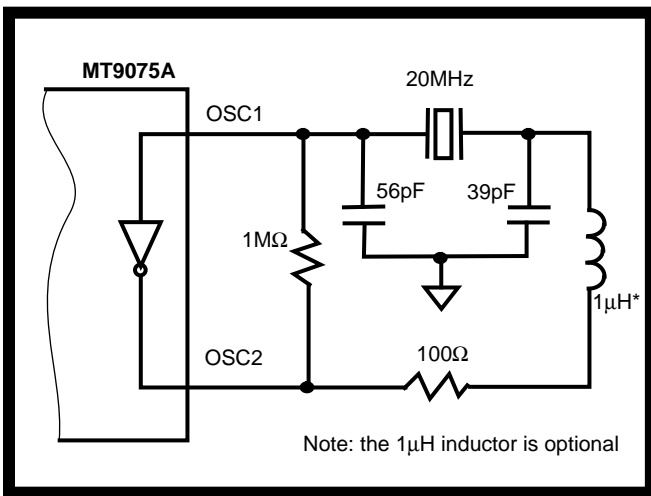 MT9075A
20MHz
OSC1
56pF
39pF
1MΩ
1µH*
OSC2
100Ω
Note: the 1µH inductor is optional